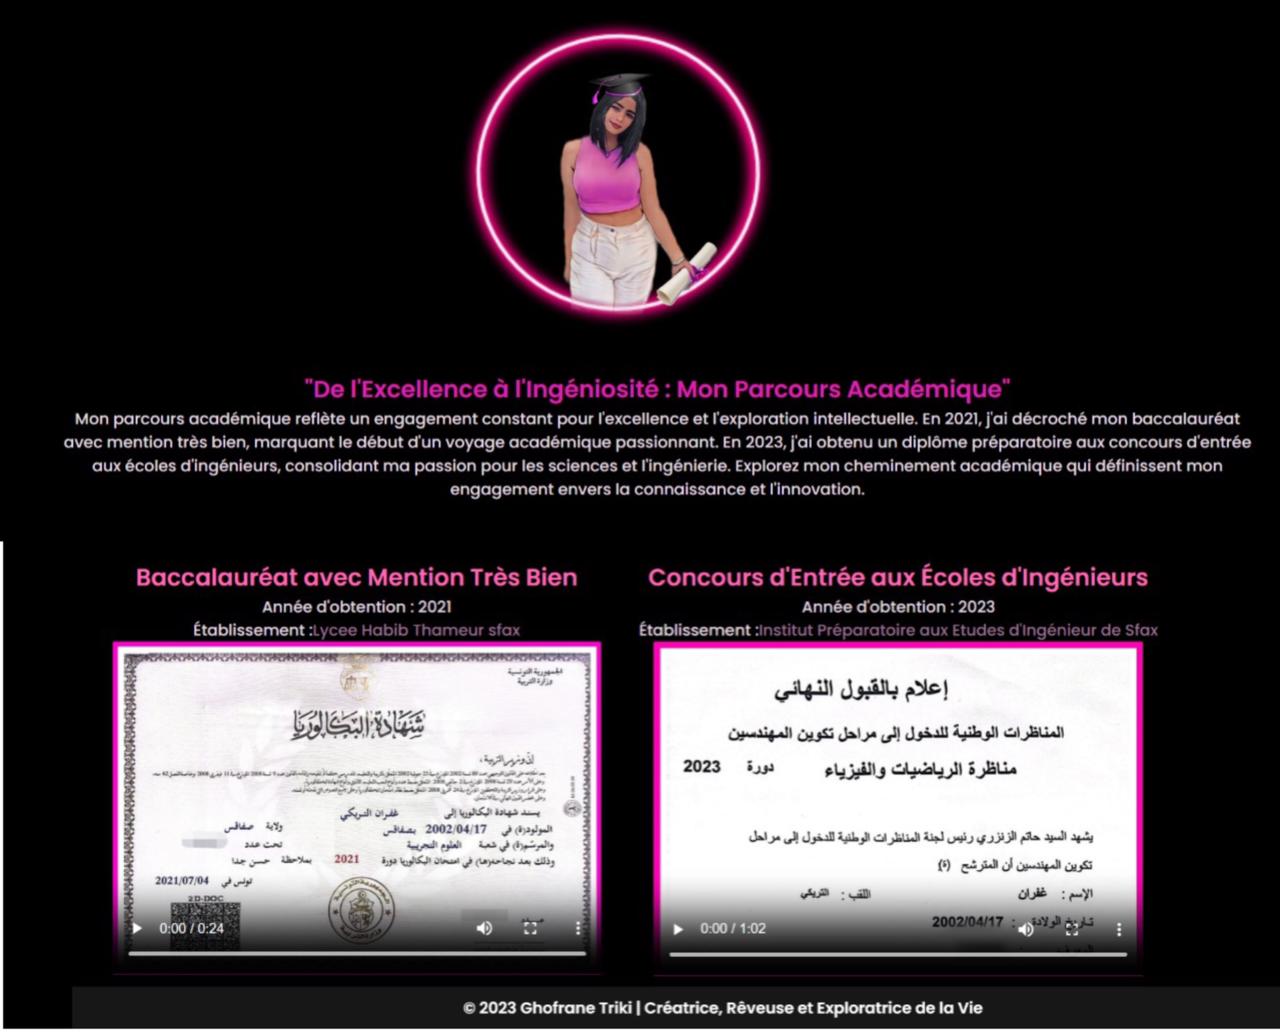 "De l'Excellence à l'Ingéniosité : Mon Parcours Académique"
Mon parcours académique reflète un engagement constant pour l'excellence et l'exploration intellectuelle. En 2021, j'ai décroché mon baccalauréat
avec mention très bien, marquant le début d'un voyage académique passionnant. En 2023, j'ai obtenu un diplôme préparatoire aux concours d'entrée
aux écoles d'ingénieurs, consolidant ma passion pour les sciences et l'ingénierie. Explorez mon cheminement académique qui définissent mon
engagement envers la connaissance et l'innovation.
Baccalauréat avec Mention Très Bien
Année d'obtention : 2021
Établissement :Lycee Habib Thameur sfax
الجمهورية التونسية
وزارة التربية
شهادة البكالوريا
إنّ وزير التربية،
يسند شهادة البكالوريا إلى غفران التريكي
المولود(ة) في 2002/04/17 بصفاقس ولاية صفاقس
والمرسّم(ة) في شعبة العلوم التجريبية تحت عدد
وذلك بعد نجاحه(ها) في امتحان البكالوريا دورة 2021 بملاحظة حسن جدا
تونس في 2021/07/04
2D-DOC
0:00 / 0:24
Concours d'Entrée aux Écoles d'Ingénieurs
Année d'obtention : 2023
Établissement :Institut Préparatoire aux Etudes d'Ingénieur de Sfax
إعلام بالقبول النهائي
المناظرات الوطنية للدخول إلى مراحل تكوين المهندسين
مناظرة الرياضيات والفيزياء دورة 2023
يشهد السيد حاتم الزنزري رئيس لجنة المناظرات الوطنية للدخول إلى مراحل
تكوين المهندسين أن المترشح (ة)
الإسم : غفران اللقب : التريكي
تاريخ الولادة : 2002/04/17
0:00 / 1:02
© 2023 Ghofrane Triki | Créatrice, Rêveuse et Exploratrice de la Vie